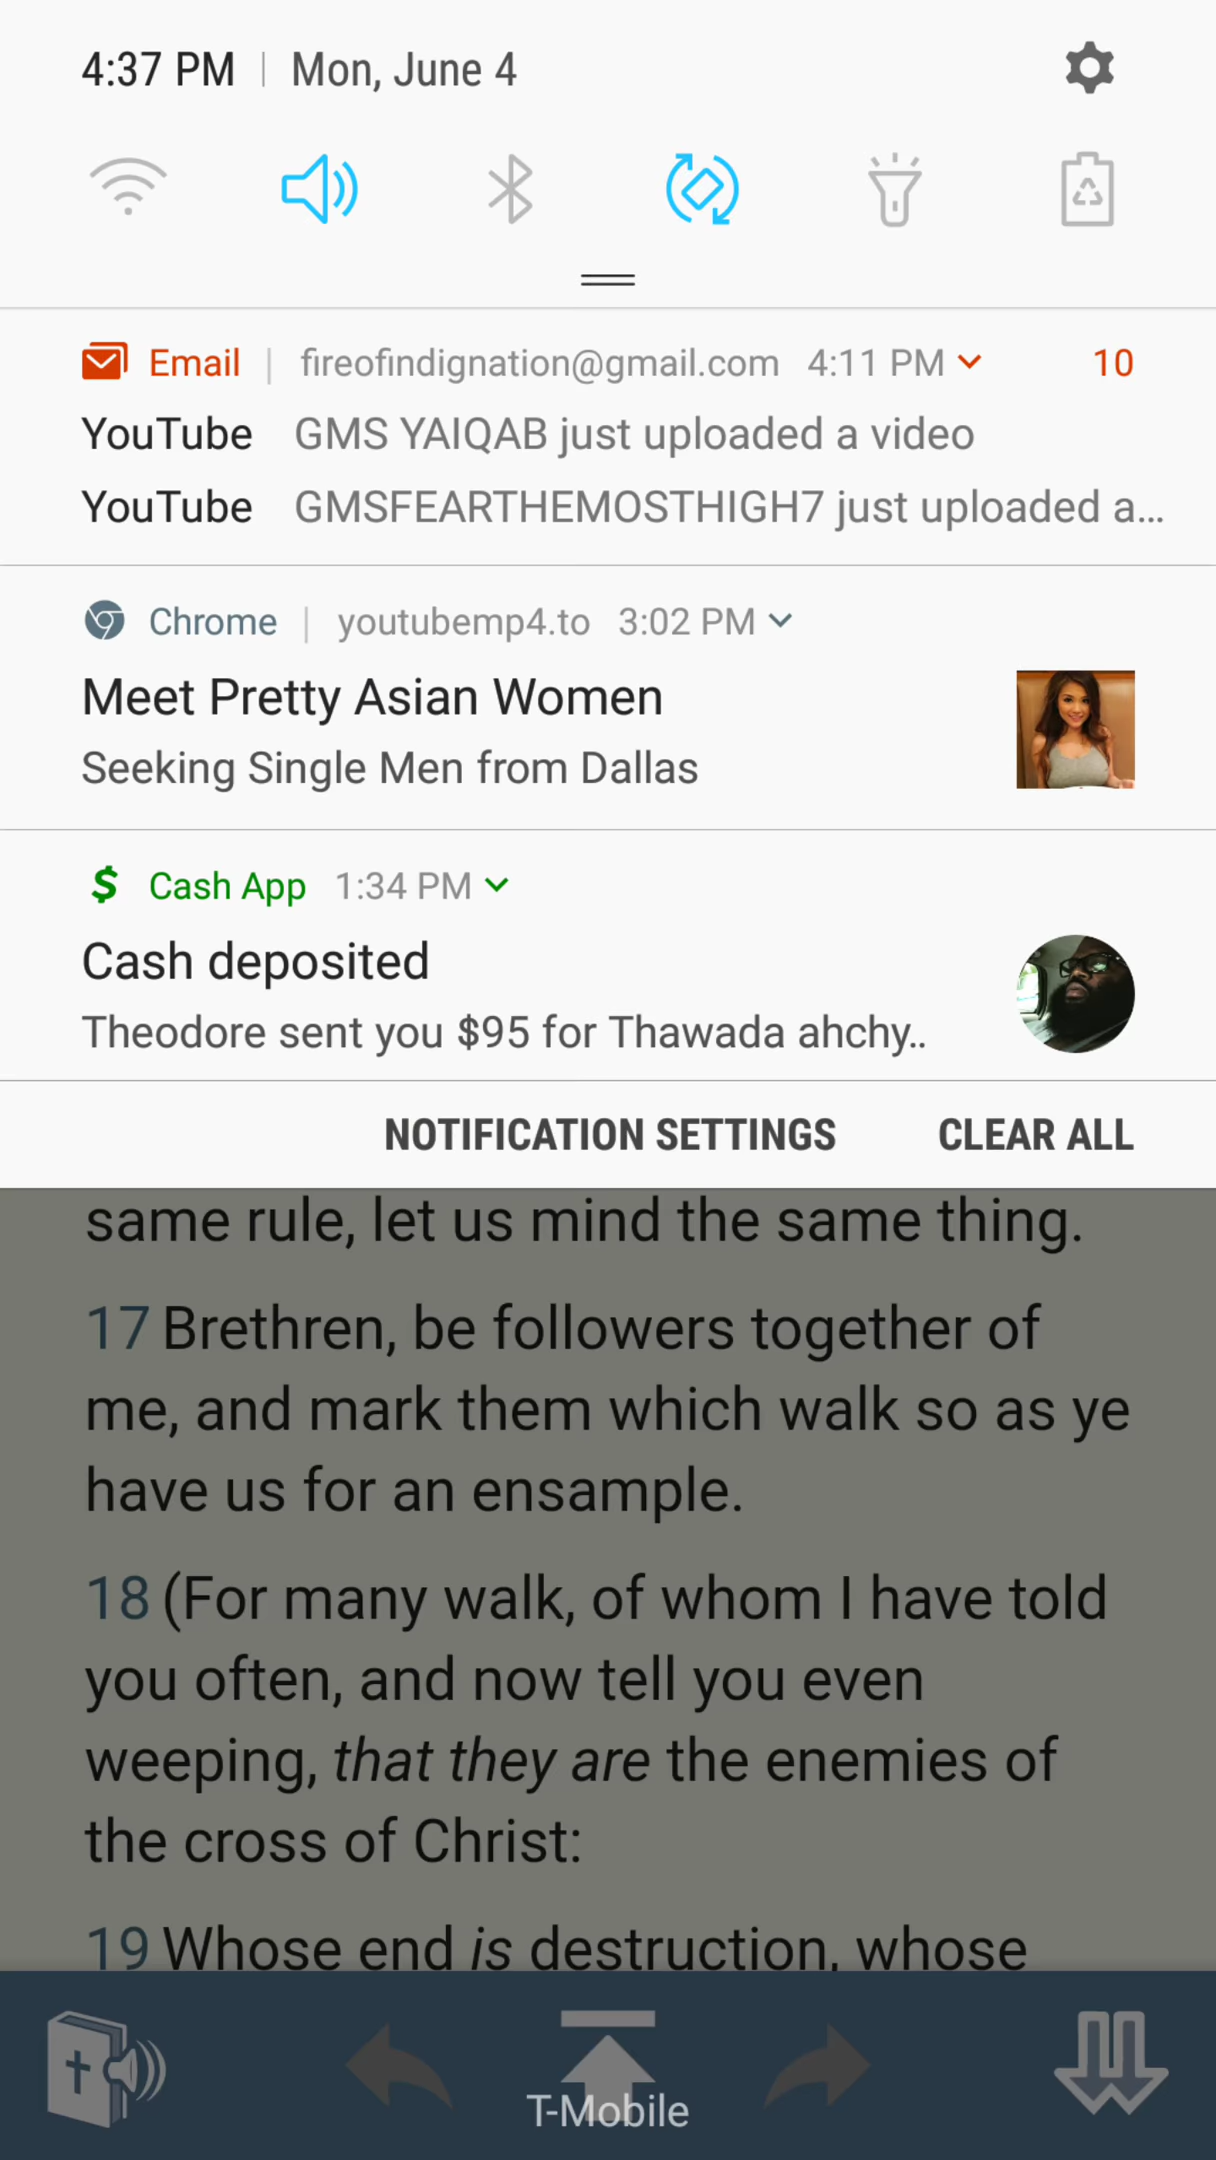 4:37 PM | Mon, June 4
Email | fireofindignation@gmail.com 4:11 PM 10
YouTube GMS YAIQAB just uploaded a video
YouTube GMSFEARTHEMOSTHIGH7 just uploaded a...
Chrome | youtubemp4.to 3:02 PM
Meet Pretty Asian Women
Seeking Single Men from Dallas
$ Cash App 1:34 PM
Cash deposited
Theodore sent you $95 for Thawada ahchy..
NOTIFICATION SETTINGS CLEAR ALL
same rule, let us mind the same thing.
17 Brethren, be followers together of
me, and mark them which walk so as ye
have us for an ensample.
18 (For many walk, of whom I have told
you often, and now tell you even
weeping, that they are the enemies of
the cross of Christ:
19 Whose end is destruction, whose
T-Mobile